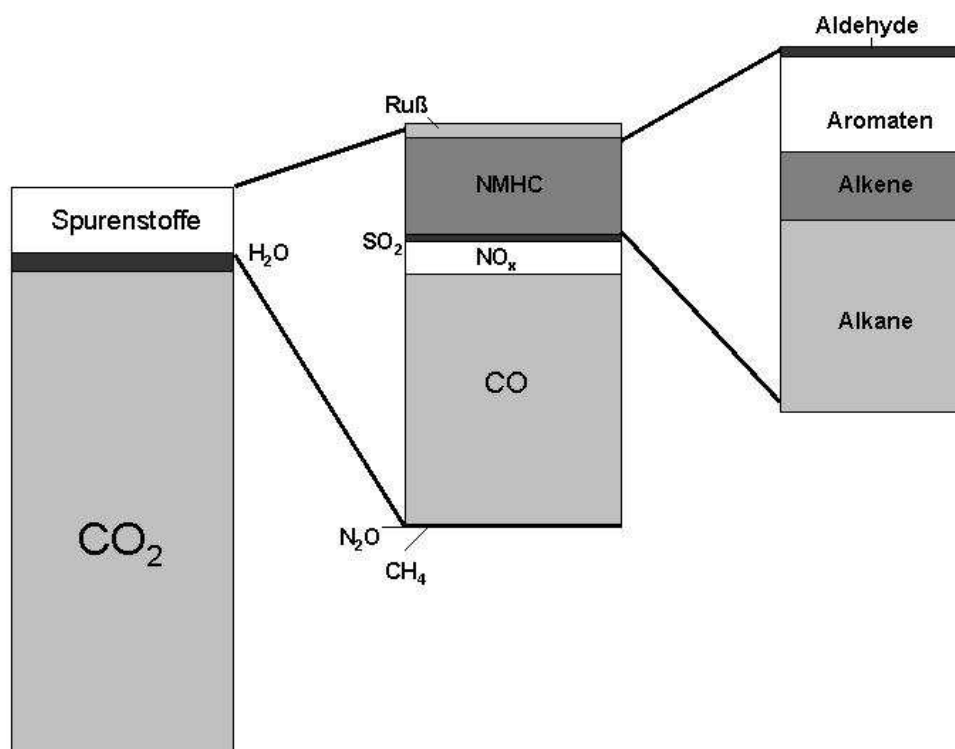 Spurenstoffe
H₂O
CO₂
Ruß
NMHC
SO₂
NOₓ
CO
N₂O
CH₄
Aldehyde
Aromaten
Alkene
Alkane